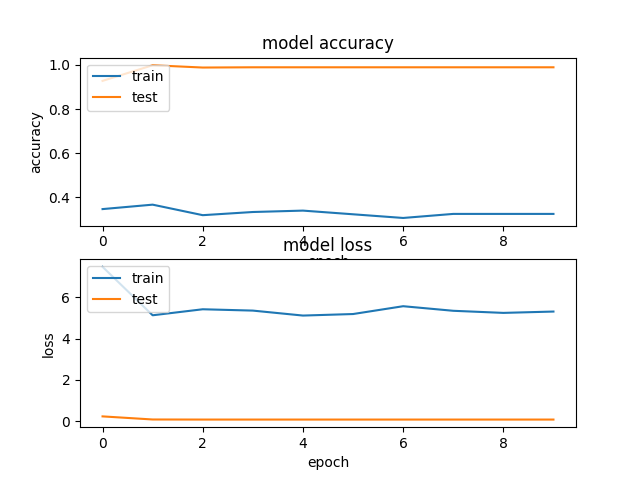 model accuracy
1.0
0.8
0.6
0.4
accuracy
train
test
0 2 4 6 8
epoch
model loss
6
4
2
0
loss
train
test
0 2 4 6 8
epoch